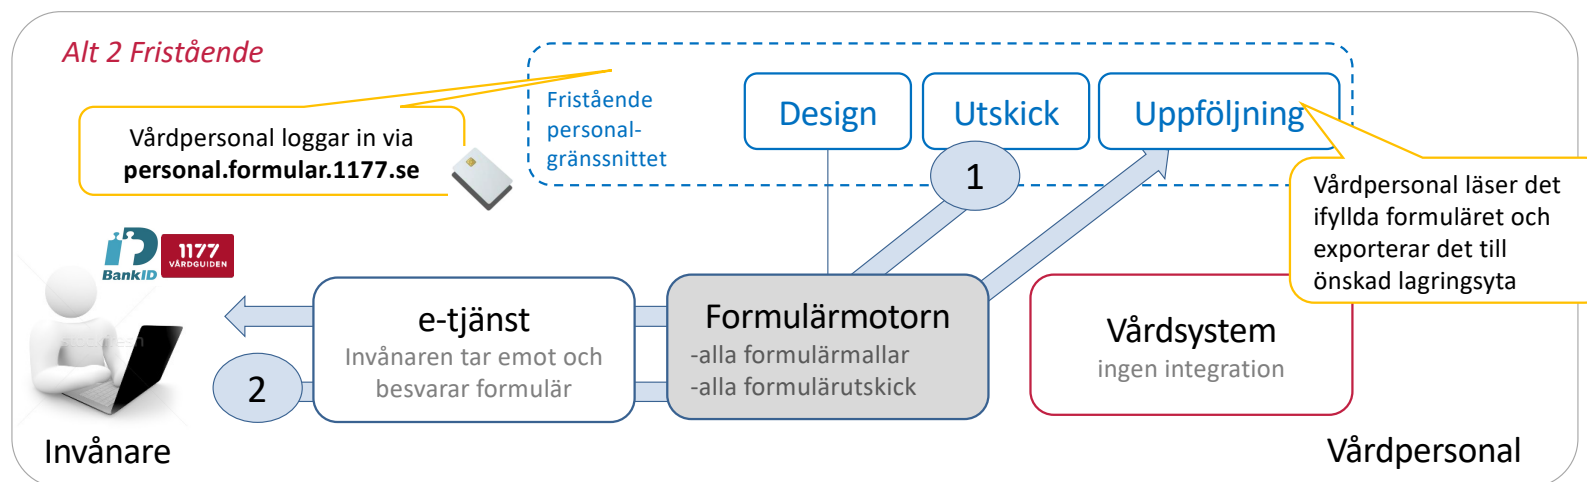 Alt 2 Fristående
Vårdpersonal loggar in via
personal.formular.1177.se
Fristående
personal-
gränssnittet
Design
Utskick
Uppföljning
1
Vårdpersonal läser det
ifyllda formuläret och
exporterar det till
önskad lagringsyta
BankID
1177
VÅRDGUIDEN
e-tjänst
Invånaren tar emot och
besvarar formulär
2
Formulärmotorn
-alla formulärmallar
-alla formulärutskick
Vårdsystem
ingen integration
Invånare
Vårdpersonal